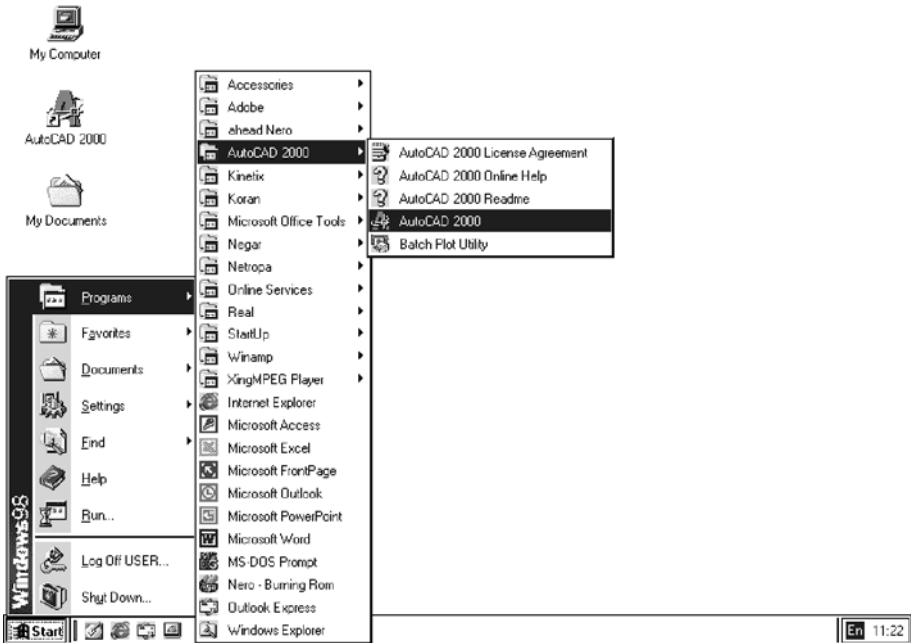 My Computer
AutoCAD 2000
My Documents
Accessories
Adobe
ahead Nero
AutoCAD 2000
Kinetix
Koran
Microsoft Office Tools
Negar
Netropa
Online Services
Real
StartUp
Winamp
XingMPEG Player
Internet Explorer
Microsoft Access
Microsoft Excel
Microsoft FrontPage
Microsoft Outlook
Microsoft PowerPoint
Microsoft Word
MS-DOS Prompt
Nero - Burning Rom
Outlook Express
Windows Explorer
AutoCAD 2000 License Agreement
AutoCAD 2000 Online Help
AutoCAD 2000 Readme
AutoCAD 2000
Batch Plot Utility
Programs
Favorites
Documents
Settings
Find
Help
Run...
Log Off USER...
Shut Down...
Windows98
Start
En 11:22